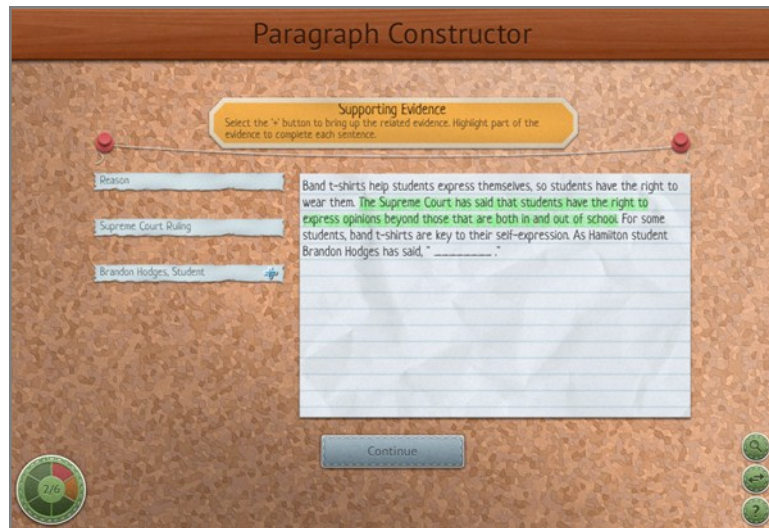 Paragraph Constructor
Supporting Evidence
Select the '+' button to bring up the related evidence. Highlight part of the
evidence to complete each sentence.
Reason
Supreme Court Ruling
Brandon Hodges, Student
Band t-shirts help students express themselves, so students have the right to
wear them. The Supreme Court has said that students have the right to
express opinions beyond those that are both in and out of school. For some
students, band t-shirts are key to their self-expression. As Hamilton student
Brandon Hodges has said, " ________ ."
Continue
2/6
?